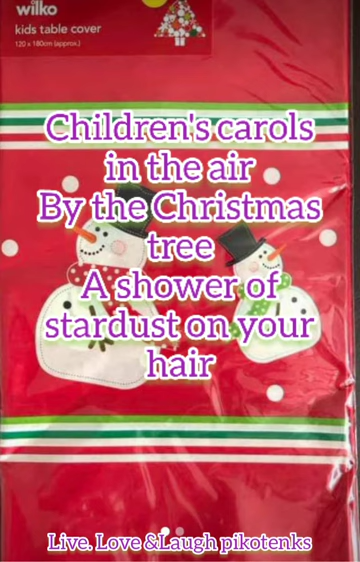 wilko
kids table cover
120 x 180cm (approx.)
Children's carols
in the air
By the Christmas
tree
A shower of
stardust on your
hair
Live. Love &Laugh pikotenks